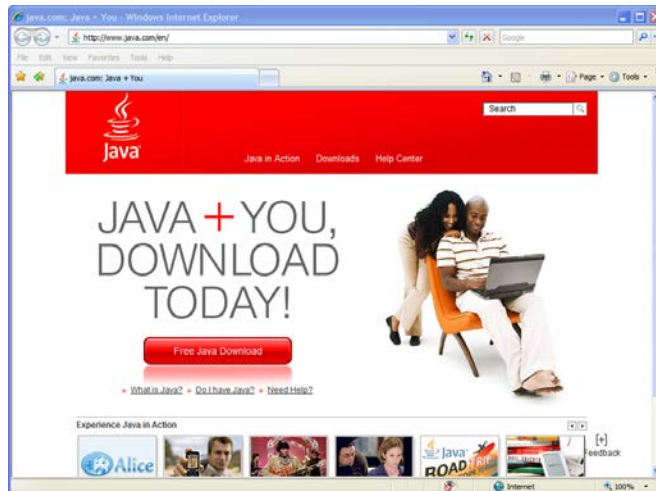 java.com: Java + You - Windows Internet Explorer
http://www.java.com/en/
Google
File Edit View Favorites Tools Help
java.com: Java + You
Page Tools
Search
Java
Java in Action Downloads Help Center
JAVA + YOU,
DOWNLOAD
TODAY!
Free Java Download
» What is Java? » Do I have Java? » Need Help?
Experience Java in Action
[+]
Feedback
Alice
Java
ROAD TRIP
Internet
100%